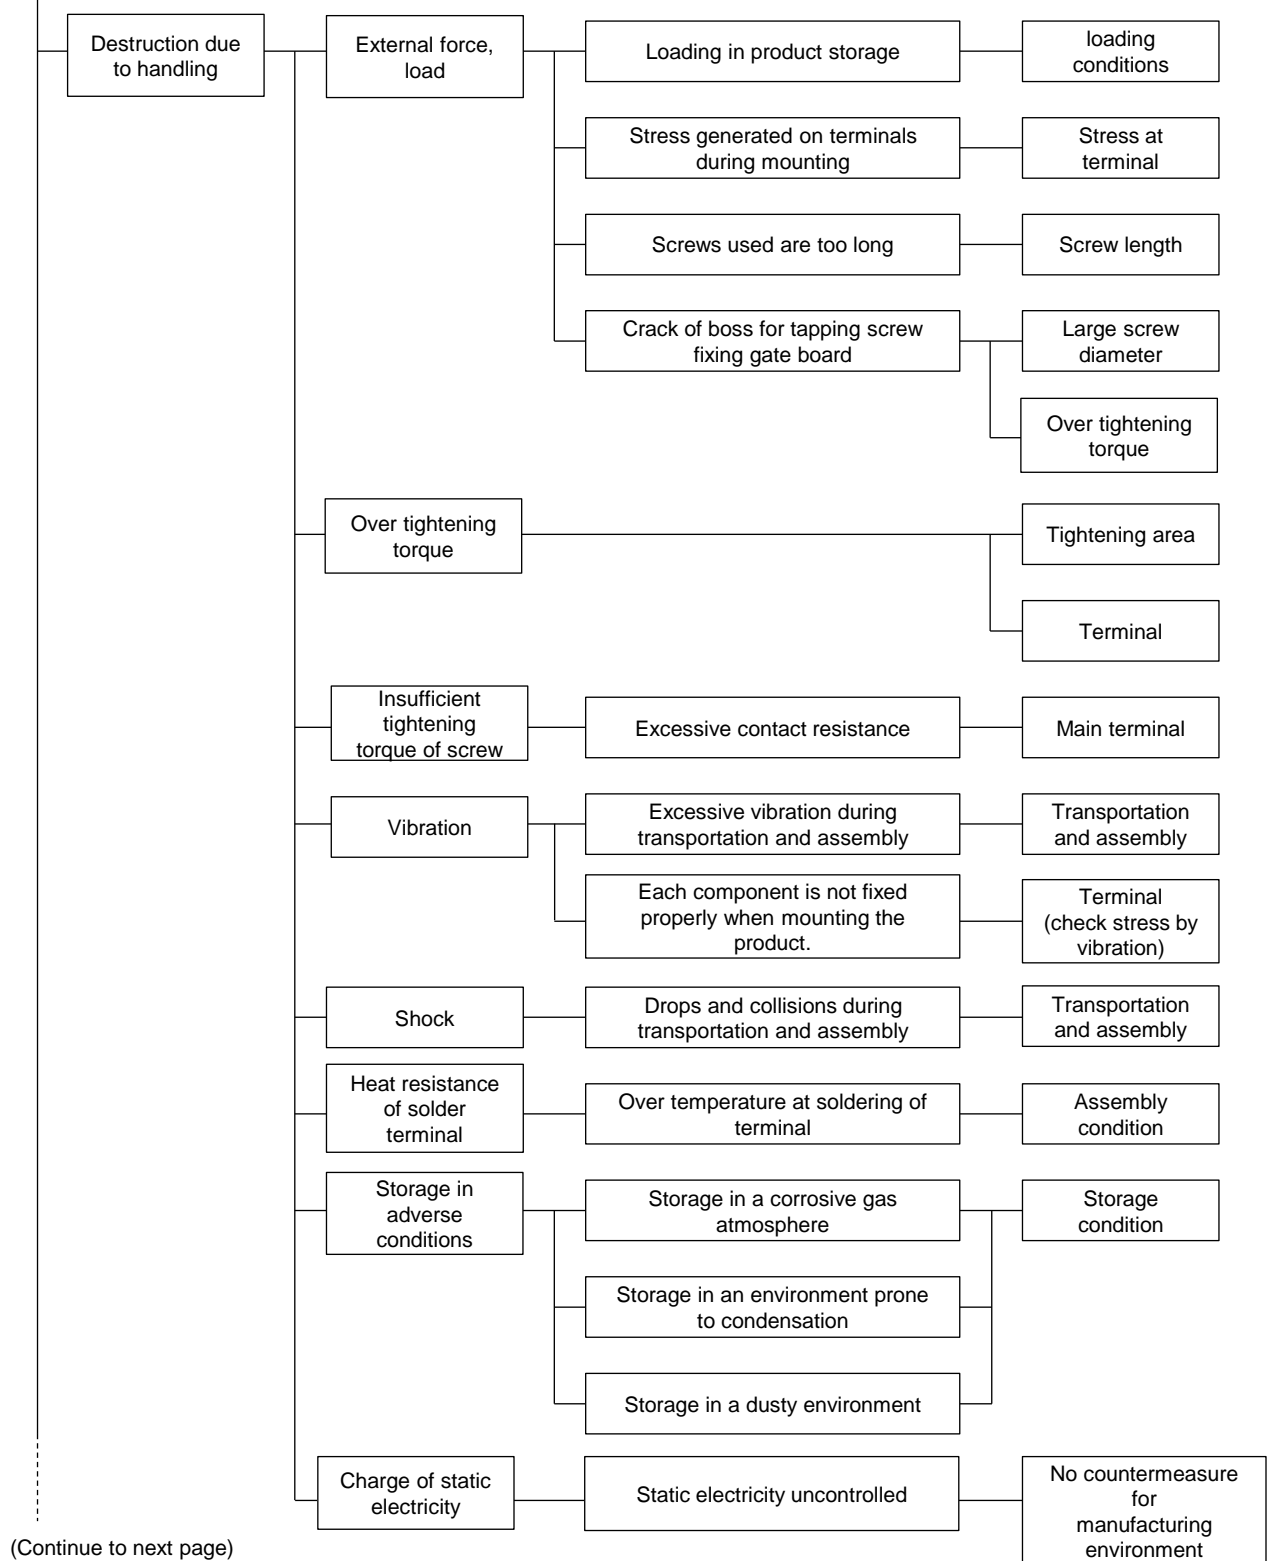 Destruction due
to handling
External force,
load
Loading in product storage
loading
conditions
Stress generated on terminals
during mounting
Stress at
terminal
Screws used are too long
Screw length
Crack of boss for tapping screw
fixing gate board
Large screw
diameter
Over tightening
torque
Over tightening
torque
Tightening area
Terminal
Insufficient
tightening
torque of screw
Excessive contact resistance
Main terminal
Vibration
Excessive vibration during
transportation and assembly
Transportation
and assembly
Each component is not fixed
properly when mounting the
product.
Terminal
(check stress by
vibration)
Shock
Drops and collisions during
transportation and assembly
Transportation
and assembly
Heat resistance
of solder
terminal
Over temperature at soldering of
terminal
Assembly
condition
Storage in
adverse
conditions
Storage in a corrosive gas
atmosphere
Storage
condition
Storage in an environment prone
to condensation
Storage in a dusty environment
Charge of static
electricity
Static electricity uncontrolled
No countermeasure
for
manufacturing
environment
(Continue to next page)